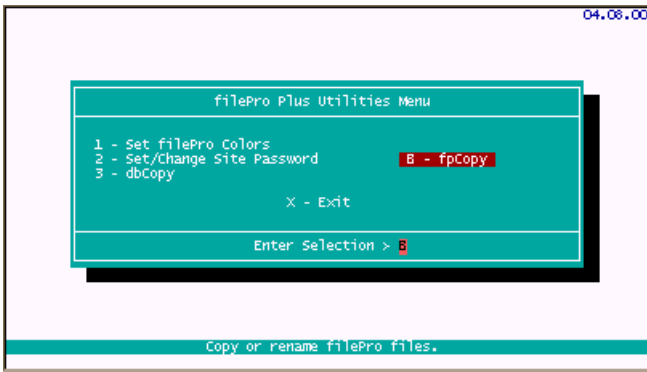 04.08.00
filePro Plus Utilities Menu
1 - Set filePro Colors
2 - Set/Change Site Password B - fpCopy
3 - dbCopy
X - Exit
Enter Selection > B
Copy or rename filePro files.